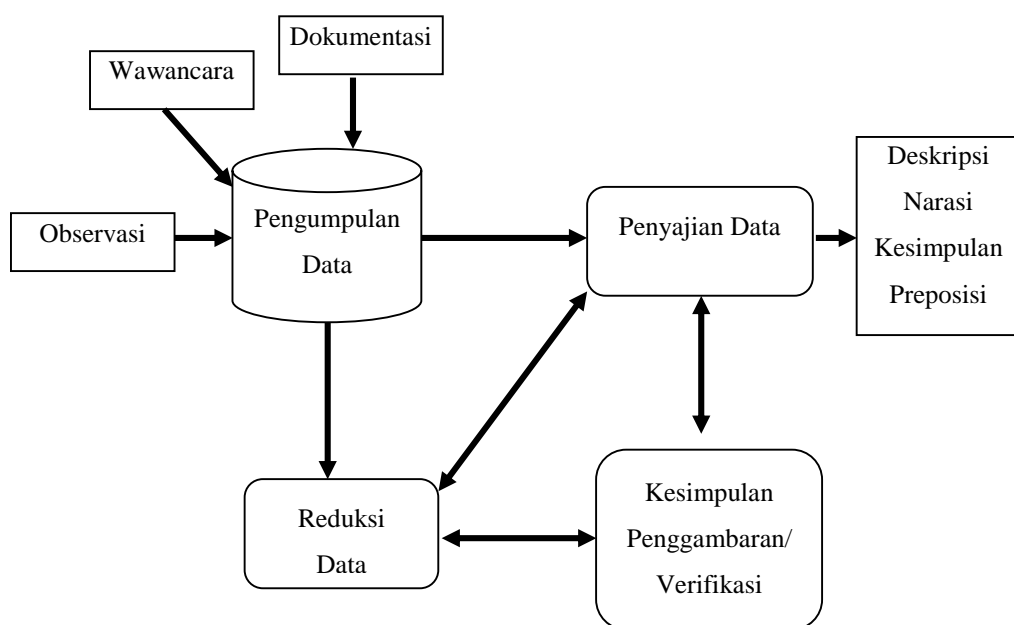 Dokumentasi
Wawancara
Observasi
Pengumpulan
Data
Penyajian Data
Deskripsi
Narasi
Kesimpulan
Preposisi
Reduksi
Data
Kesimpulan
Penggambaran/
Verifikasi